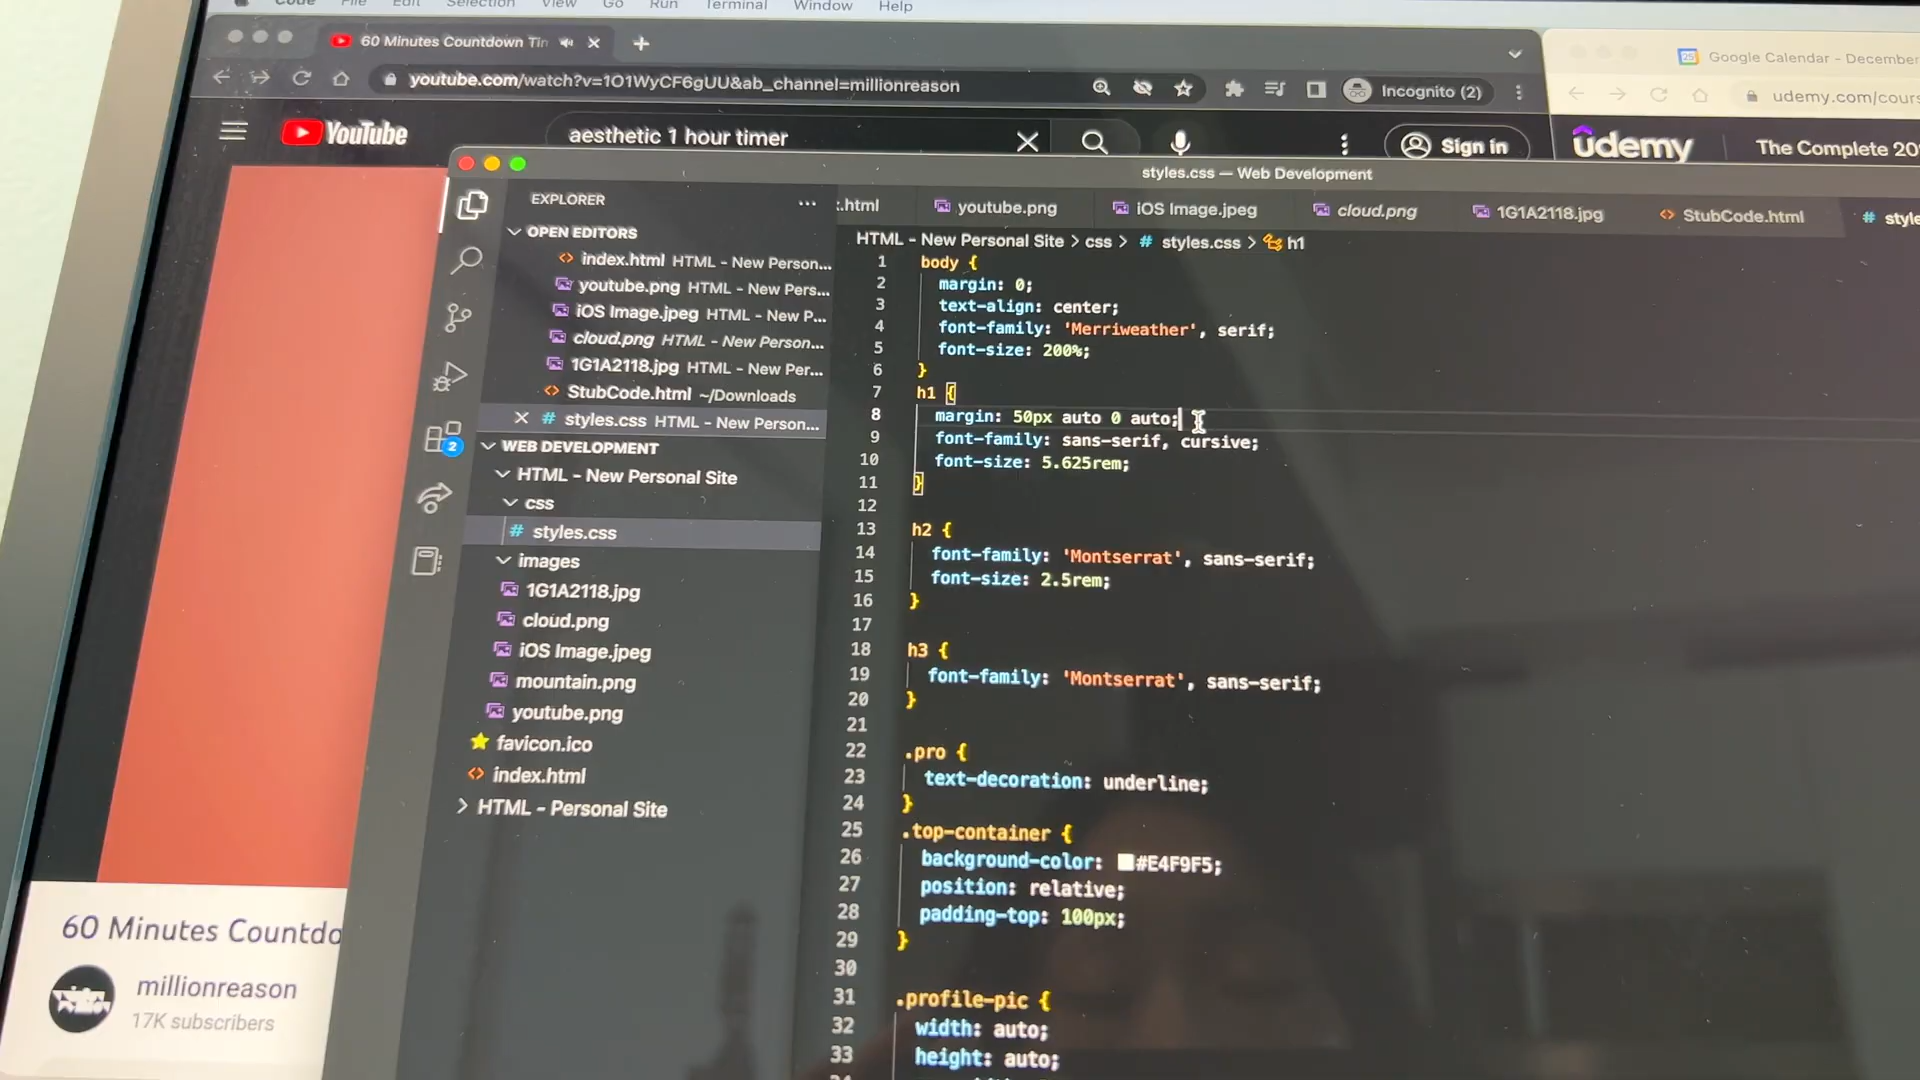 Code File Edit Selection View Go Run Terminal Window Help
60 Minutes Countdown Tin
youtube.com/watch?v=1O1WyCF6gUU&ab_channel=millionreason
Incognito (2)
YouTube
aesthetic 1 hour timer
Sign in
Google Calendar - December
udemy.com/cours
udemy
The Complete 20
styles.css — Web Development
EXPLORER
OPEN EDITORS
index.html HTML - New Person...
youtube.png HTML - New Pers...
iOS Image.jpeg HTML - New P...
cloud.png HTML - New Person...
1G1A2118.jpg HTML - New Per...
StubCode.html ~/Downloads
styles.css HTML - New Person...
2
WEB DEVELOPMENT
HTML - New Personal Site
css
styles.css
images
1G1A2118.jpg
cloud.png
iOS Image.jpeg
mountain.png
youtube.png
favicon.ico
index.html
HTML - Personal Site
.html youtube.png iOS Image.jpeg cloud.png 1G1A2118.jpg StubCode.html # style
HTML - New Personal Site > css > # styles.css > h1
1 body {
2 margin: 0;
3 text-align: center;
4 font-family: 'Merriweather', serif;
5 font-size: 200%;
6 }
7 h1 {
8 margin: 50px auto 0 auto;
9 font-family: sans-serif, cursive;
10 font-size: 5.625rem;
11 }
12
13 h2 {
14 font-family: 'Montserrat', sans-serif;
15 font-size: 2.5rem;
16 }
17
18 h3 {
19 font-family: 'Montserrat', sans-serif;
20 }
21
22 .pro {
23 text-decoration: underline;
24 }
25 .top-container {
26 background-color: #E4F9F5;
27 position: relative;
28 padding-top: 100px;
29 }
30
31 .profile-pic {
32 width: auto;
33 height: auto;
60 Minutes Countdo
millionreason
17K subscribers